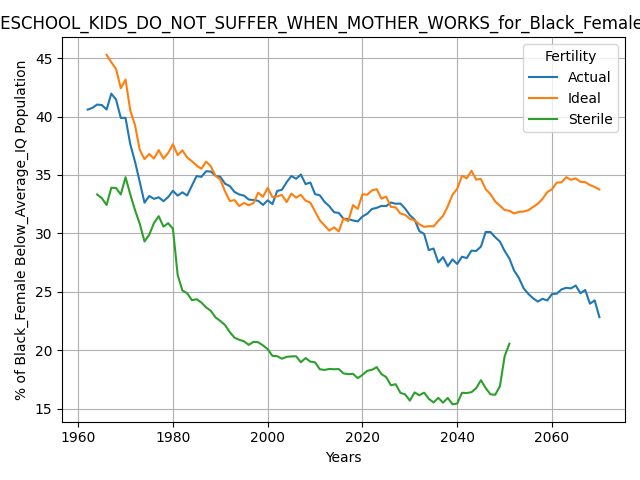 ESCHOOL_KIDS_DO_NOT_SUFFER_WHEN_MOTHER_WORKS_for_Black_Female
% of Black_Female Below_Average_IQ Population
45
40
35
30
25
20
15
Fertility
Actual
Ideal
Sterile
1960 1980 2000 2020 2040 2060
Years